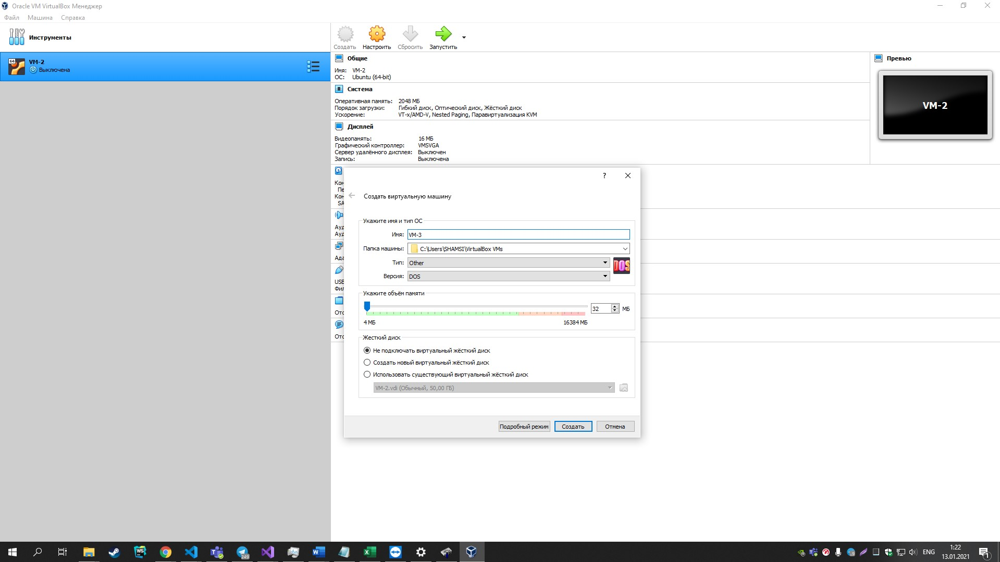 Oracle VM VirtualBox Менеджер
Файл Машина Справка
Инструменты
Создать Настроить Сбросить Запустить
64
VM-2
Выключена
Общие
Имя: VM-2
ОС: Ubuntu (64-bit)
Система
Оперативная память: 2048 МБ
Порядок загрузки: Гибкий диск, Оптический диск, Жёсткий диск
Ускорение: VT-x/AMD-V, Nested Paging, Паравиртуализация KVM
Дисплей
Видеопамять: 16 МБ
Графический контроллер: VMSVGA
Сервер удалённого дисплея: Выключен
Запись: Выключена
Превью
VM-2
Кон
Пе
Кон
SA
Ауд
Ауд
Ада
USB
Фил
Ото
Ото
?
Создать виртуальную машину
Укажите имя и тип ОС
Имя: VM-3
Папка машины: C:\Users\SHAMSI\VirtualBox VMs
Тип: Other
DOS
Версия: DOS
Укажите объём памяти
32 МБ
4 МБ 16384 МБ
Жесткий диск
Не подключать виртуальный жёсткий диск
Создать новый виртуальный жёсткий диск
Использовать существующий виртуальный жёсткий диск
VM-2.vdi (Обычный, 50,00 ГБ)
Подробный режим Создать Отмена
WS
249
ENG
1:22
13.01.2021
1